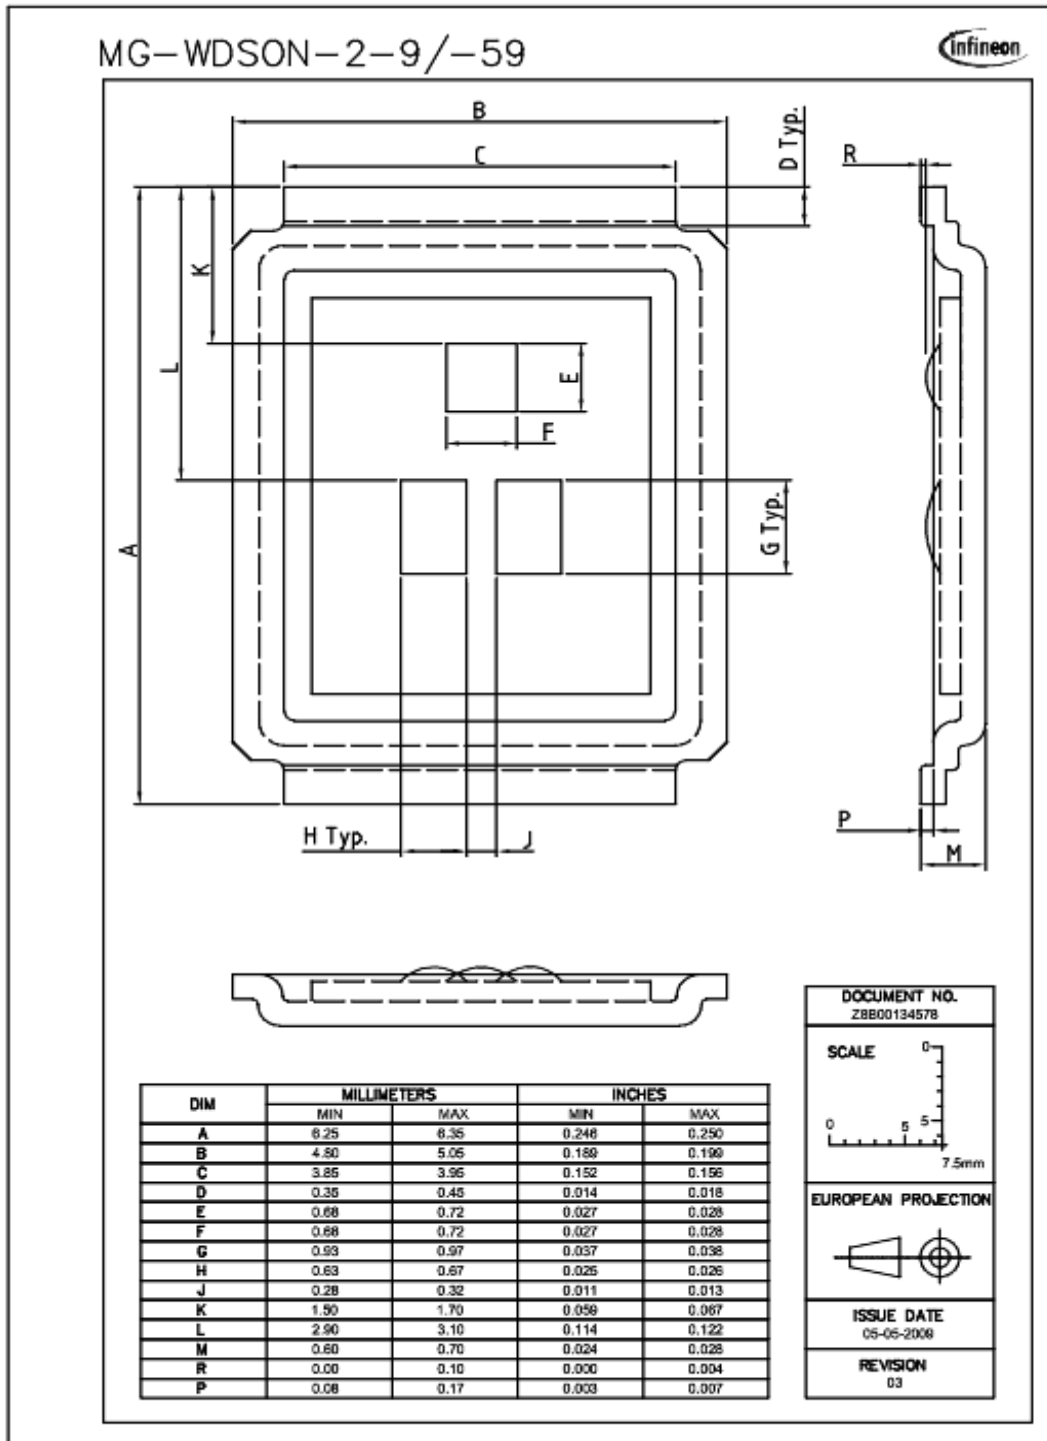 MG-WDSON-2-9/-59
infineon
B
C
D Typ.
R
K
L
E
F
A
G Typ.
H Typ.
J
P
M
DOCUMENT NO.
Z8B00134578
SCALE
0
0
5
5
7.5mm
EUROPEAN PROJECTION
ISSUE DATE
05-05-2009
REVISION
03
DIM MILLIMETERS INCHES
MIN MAX MIN MAX
A 6.25 6.35 0.246 0.250
B 4.80 5.05 0.189 0.199
C 3.85 3.95 0.152 0.156
D 0.35 0.45 0.014 0.018
E 0.68 0.72 0.027 0.028
F 0.68 0.72 0.027 0.028
G 0.93 0.97 0.037 0.038
H 0.63 0.67 0.025 0.026
J 0.28 0.32 0.011 0.013
K 1.50 1.70 0.059 0.067
L 2.90 3.10 0.114 0.122
M 0.60 0.70 0.024 0.028
R 0.00 0.10 0.000 0.004
P 0.08 0.17 0.003 0.007